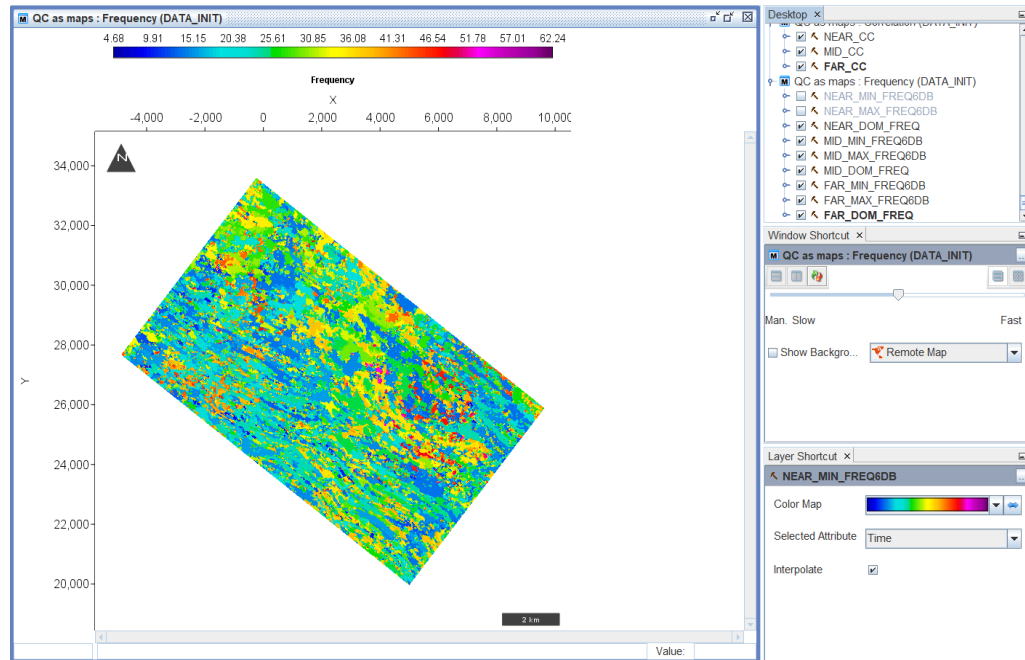 QC as maps : Frequency (DATA_INIT)
4.68 9.91 15.15 20.38 25.61 30.85 36.08 41.31 46.54 51.78 57.01 62.24
Frequency
X
-4,000 -2,000 0 2,000 4,000 6,000 8,000 10,000
N
34,000
32,000
30,000
28,000
Y
26,000
24,000
22,000
20,000
2 km
Value:
Desktop
QC as maps : Correlation (DATA_INIT)
NEAR_CC
MID_CC
FAR_CC
QC as maps : Frequency (DATA_INIT)
NEAR_MIN_FREQ6DB
NEAR_MAX_FREQ6DB
NEAR_DOM_FREQ
MID_MIN_FREQ6DB
MID_MAX_FREQ6DB
MID_DOM_FREQ
FAR_MIN_FREQ6DB
FAR_MAX_FREQ6DB
FAR_DOM_FREQ
Window Shortcut
QC as maps : Frequency (DATA_INIT)
Man. Slow Fast
Show Backgro... Remote Map
Layer Shortcut
NEAR_MIN_FREQ6DB
Color Map
Selected Attribute Time
Interpolate